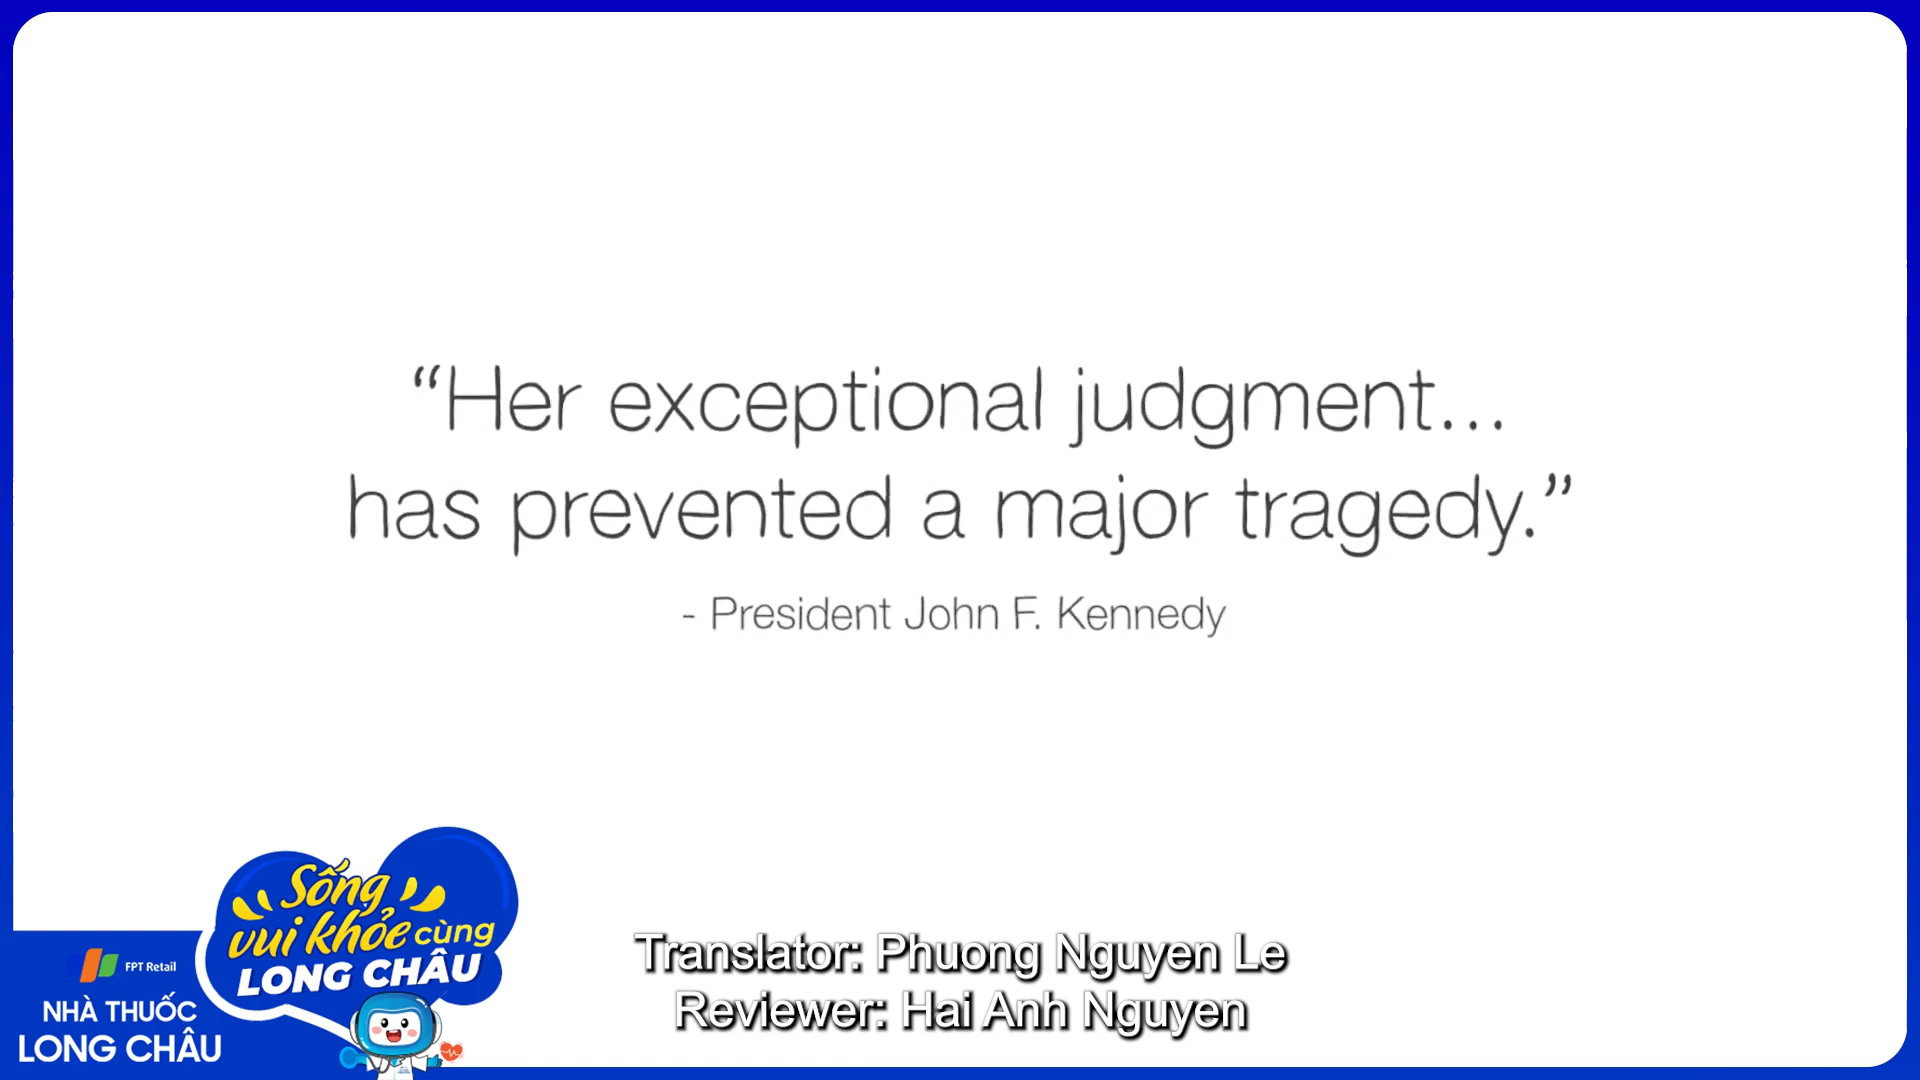 “Her exceptional judgment...
has prevented a major tragedy.”
- President John F. Kennedy
Sống
vui khỏe cùng
LONG CHÂU
FPT Retail
NHÀ THUỐC
LONG CHÂU
Translator: Phuong Nguyen Le
Reviewer: Hai Anh Nguyen